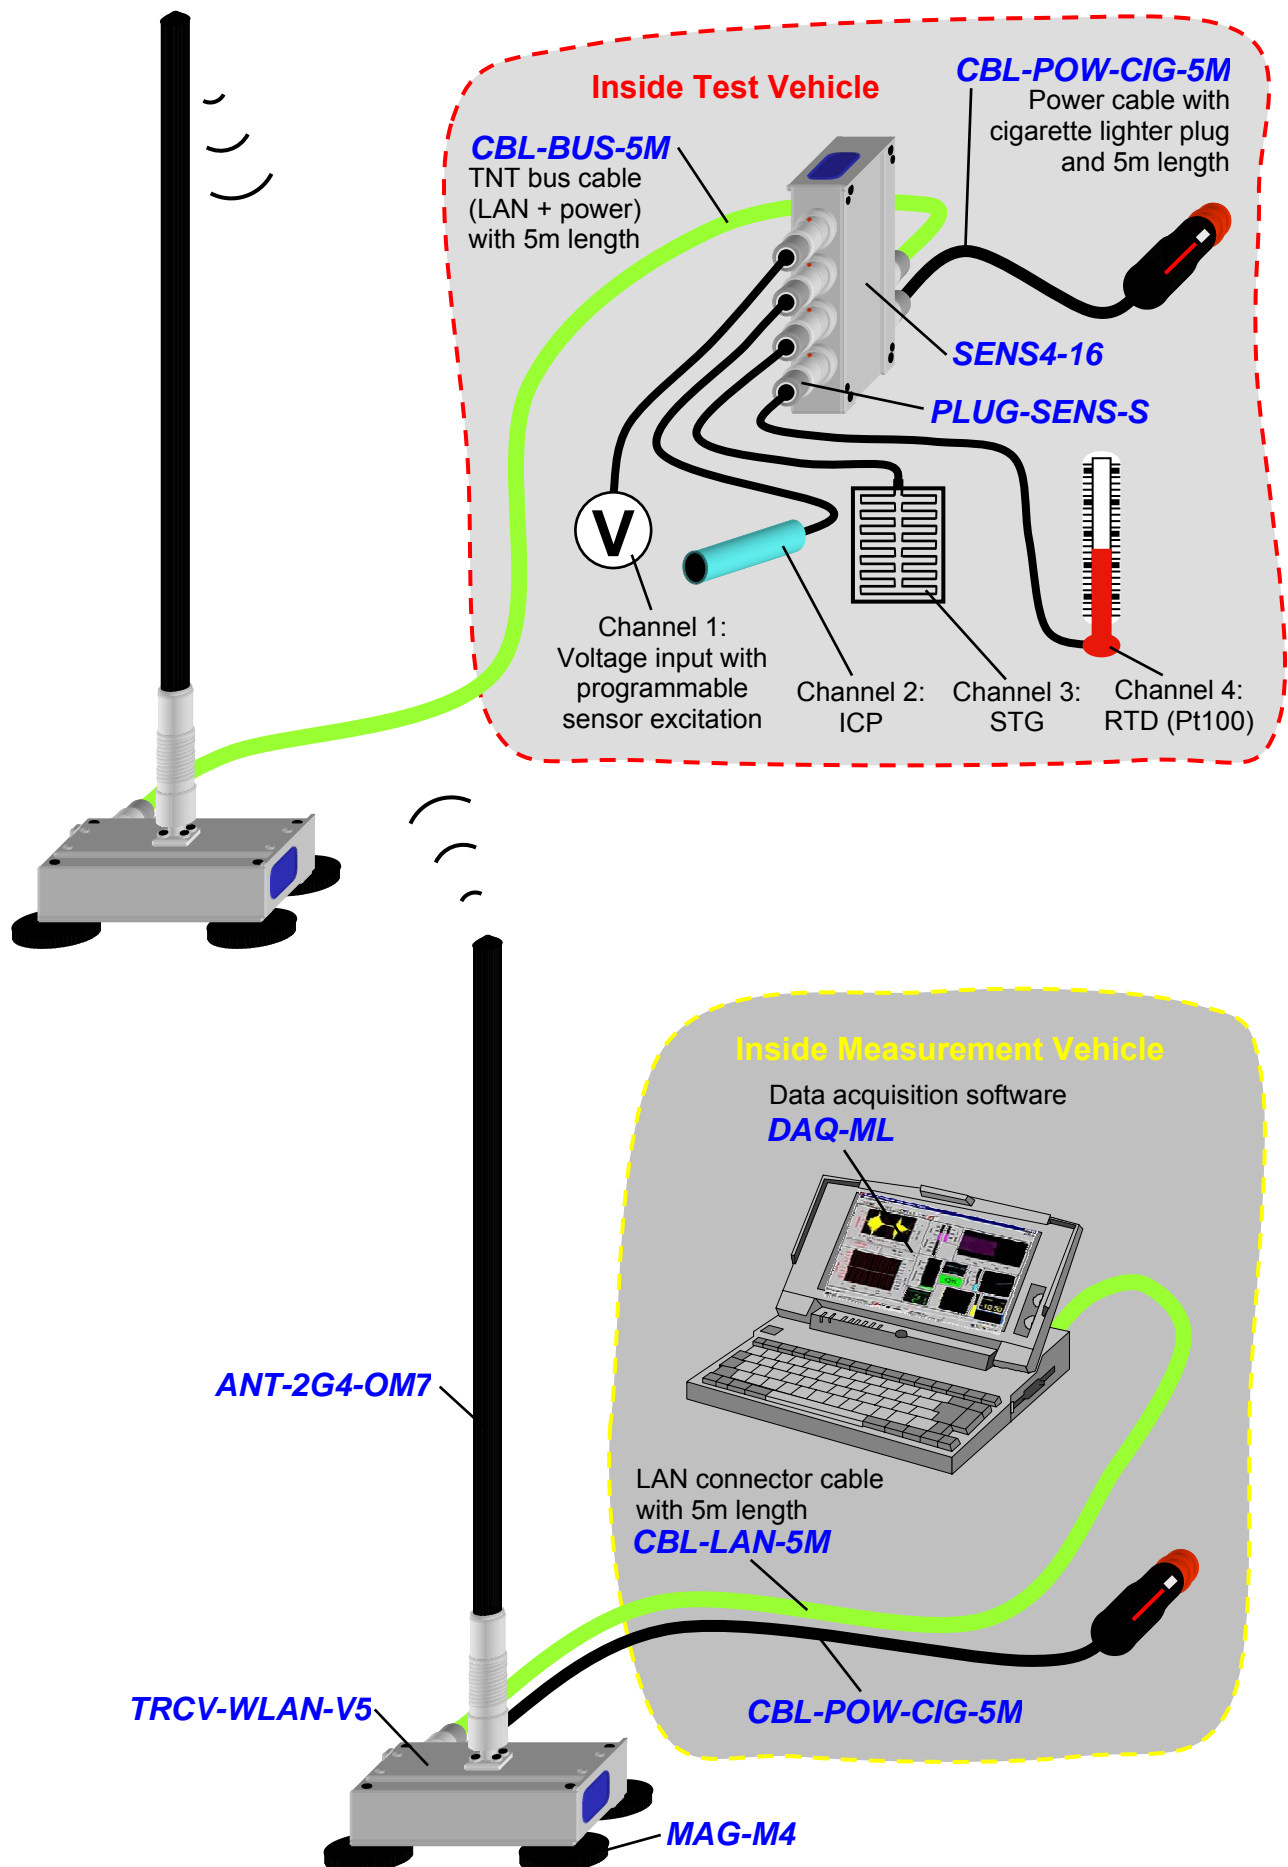 Inside Test Vehicle
CBL-POW-CIG-5M
Power cable with
cigarette lighter plug
and 5m length
CBL-BUS-5M
TNT bus cable
(LAN + power)
with 5m length
SENS4-16
PLUG-SENS-S
V
Channel 1:
Voltage input with
programmable
sensor excitation
Channel 2:
ICP
Channel 3:
STG
Channel 4:
RTD (Pt100)
Inside Measurement Vehicle
Data acquisition software
DAQ-ML
ANT-2G4-OM7
LAN connector cable
with 5m length
CBL-LAN-5M
TRCV-WLAN-V5
CBL-POW-CIG-5M
MAG-M4